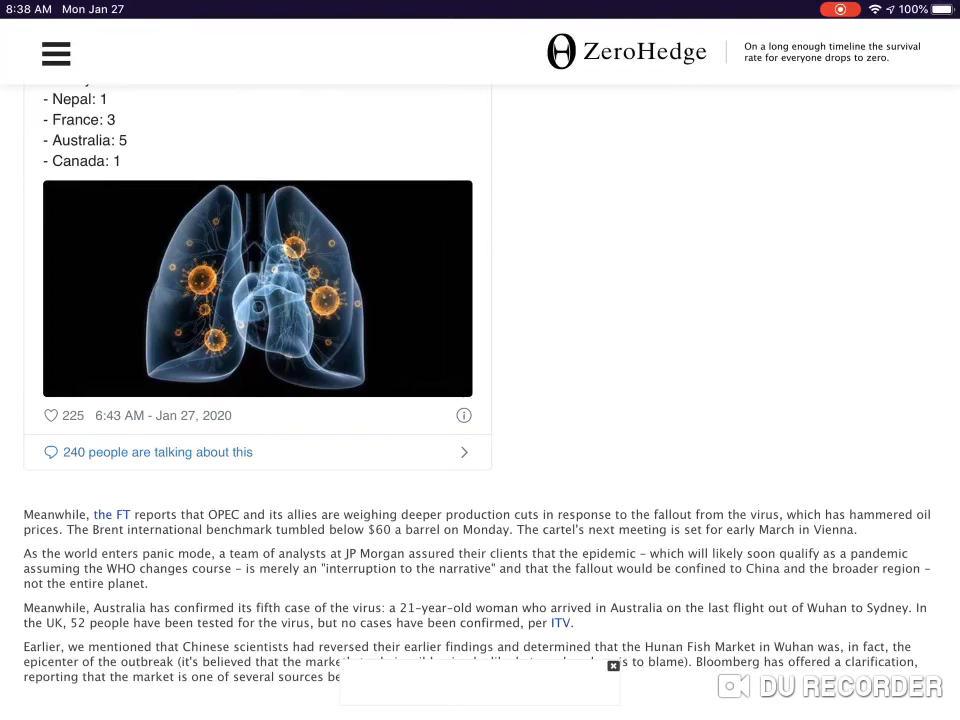 8:38 AM Mon Jan 27 100%
ZeroHedge
On a long enough timeline the survival
rate for everyone drops to zero.
- Nepal: 1
- France: 3
- Australia: 5
- Canada: 1
225 6:43 AM - Jan 27, 2020
240 people are talking about this
Meanwhile, the FT reports that OPEC and its allies are weighing deeper production cuts in response to the fallout from the virus, which has hammered oil
prices. The Brent international benchmark tumbled below $60 a barrel on Monday. The cartel's next meeting is set for early March in Vienna.
As the world enters panic mode, a team of analysts at JP Morgan assured their clients that the epidemic – which will likely soon qualify as a pandemic
assuming the WHO changes course – is merely an "interruption to the narrative" and that the fallout would be confined to China and the broader region –
not the entire planet.
Meanwhile, Australia has confirmed its fifth case of the virus: a 21-year-old woman who arrived in Australia on the last flight out of Wuhan to Sydney. In
the UK, 52 people have been tested for the virus, but no cases have been confirmed, per ITV.
Earlier, we mentioned that Chinese scientists had reversed their earlier findings and determined that the Hunan Fish Market in Wuhan was, in fact, the
epicenter of the outbreak (it's believed that the is to blame). Bloomberg has offered a clarification,
reporting that the market is one of several sources
DU RECORDER